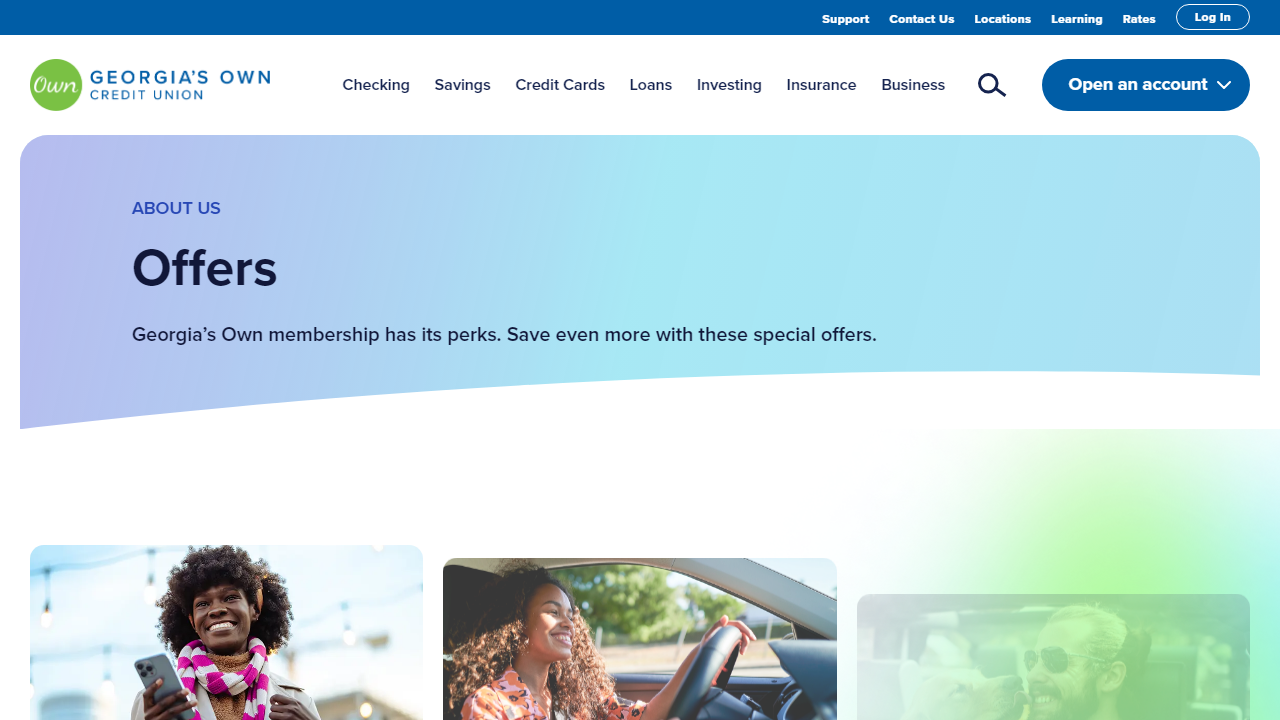 Support Contact Us Locations Learning Rates Log In
Own GEORGIA'S OWN
CREDIT UNION
Checking Savings Credit Cards Loans Investing Insurance Business Open an account
ABOUT US
Offers
Georgia’s Own membership has its perks. Save even more with these special offers.